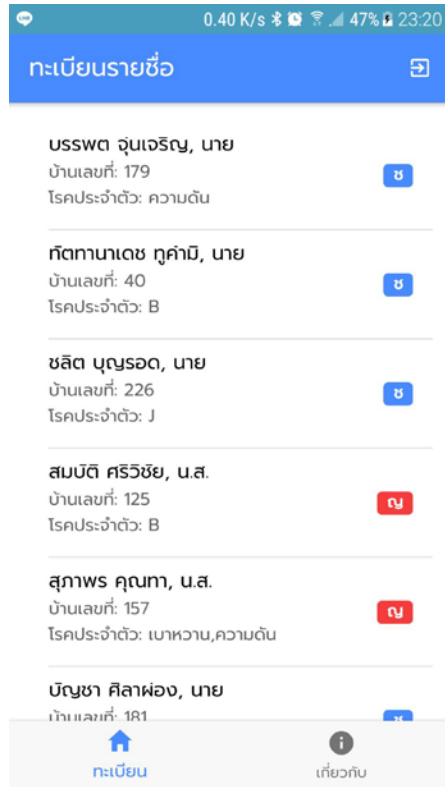 0.40 K/s 47% 23:20
ทะเบียนรายชื่อ
บรรพต จุ่นเจริญ, นาย
บ้านเลขที่: 179
ช
โรคประจำตัว: ความดัน
ทัตทานาเดช ทูคำมิ, นาย
บ้านเลขที่: 40
ช
โรคประจำตัว: B
ชลิต บุญรอด, นาย
บ้านเลขที่: 226
ช
โรคประจำตัว: J
สมบัติ ศรีวิชัย, น.ส.
บ้านเลขที่: 125
ญ
โรคประจำตัว: B
สุภาพร คุณทา, น.ส.
บ้านเลขที่: 157
ญ
โรคประจำตัว: เบาหวาน,ความดัน
บัญชา ศิลาผ่อง, นาย
บ้านเลขที่: 181
ช
ทะเบียน
เกี่ยวกับ